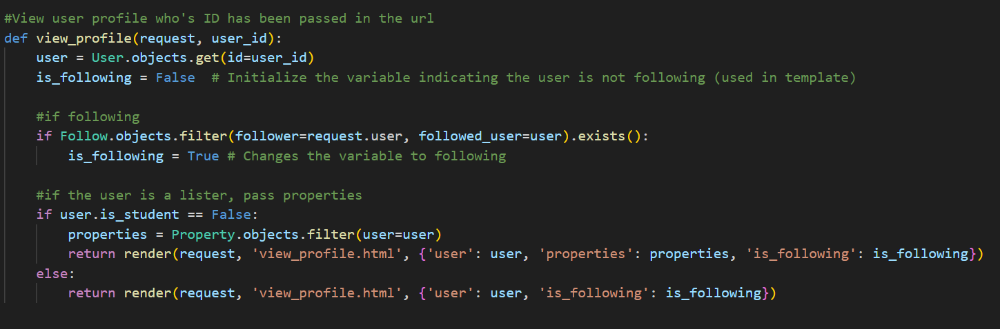 #View user profile who's ID has been passed in the url
def view_profile(request, user_id):
    user = User.objects.get(id=user_id)
    is_following = False  # Initialize the variable indicating the user is not following (used in template)

    #if following
    if Follow.objects.filter(follower=request.user, followed_user=user).exists():
        is_following = True # Changes the variable to following

    #if the user is a lister, pass properties
    if user.is_student == False:
        properties = Property.objects.filter(user=user)
        return render(request, 'view_profile.html', {'user': user, 'properties': properties, 'is_following': is_following})
    else:
        return render(request, 'view_profile.html', {'user': user, 'is_following': is_following})